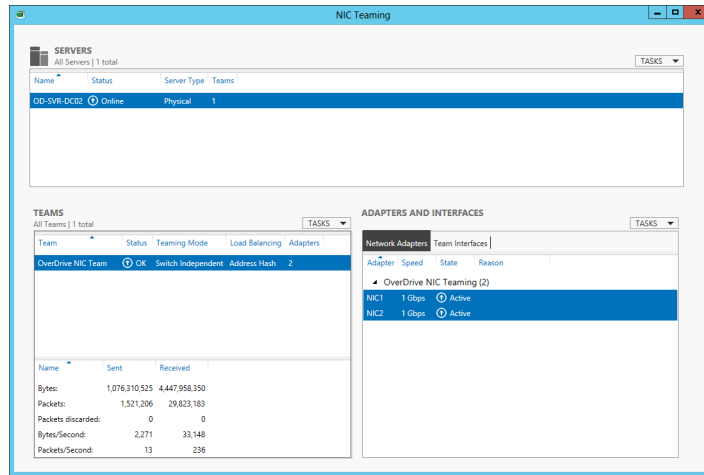 NIC Teaming
SERVERS
All Servers | 1 total
TASKS
Name Status Server Type Teams
OD-SVR-DC02 Online Physical 1
TEAMS
All Teams | 1 total
TASKS
Team Status Teaming Mode Load Balancing Adapters
OverDrive NIC Team OK Switch Independent Address Hash 2
Name Sent Received
Bytes: 1,076,310,525 4,447,958,350
Packets: 1,521,206 29,823,183
Packets discarded: 0 0
Bytes/Second: 2,271 33,148
Packets/Second: 13 236
ADAPTERS AND INTERFACES
TASKS
Network Adapters Team Interfaces
Adapter Speed State Reason
OverDrive NIC Teaming (2)
NIC1 1 Gbps Active
NIC2 1 Gbps Active